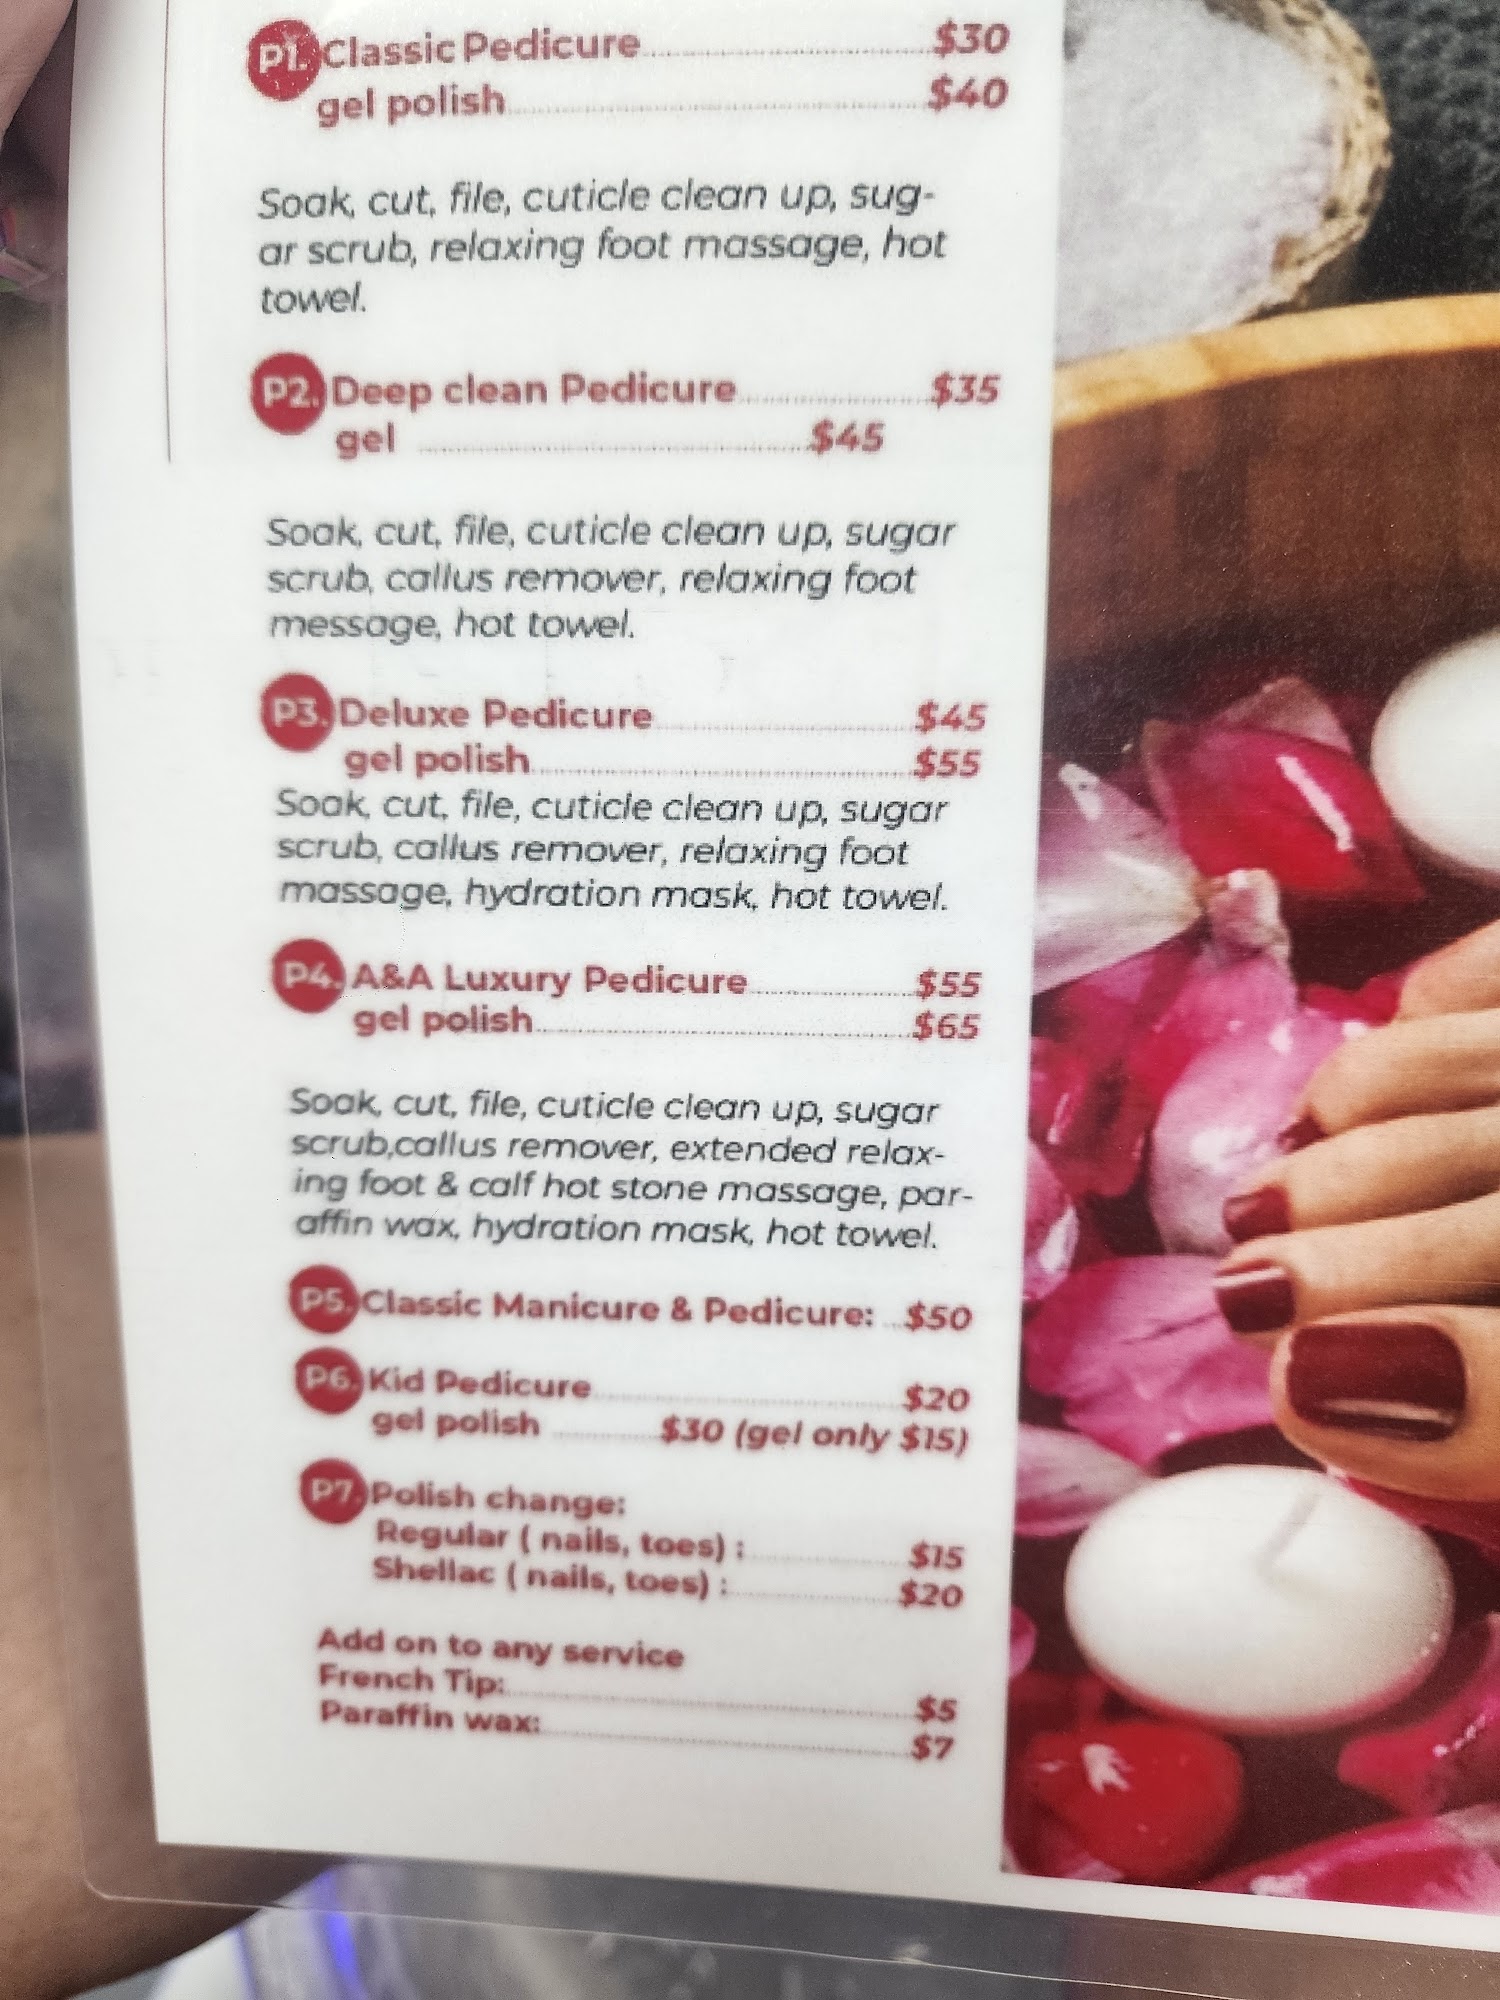 P1. Classic Pedicure $30
gel polish $40
Soak, cut, file, cuticle clean up, sug-
ar scrub, relaxing foot massage, hot
towel.
P2. Deep clean Pedicure $35
gel $45
Soak, cut, file, cuticle clean up, sugar
scrub, callus remover, relaxing foot
message, hot towel.
P3. Deluxe Pedicure $45
gel polish $55
Soak, cut, file, cuticle clean up, sugar
scrub, callus remover, relaxing foot
massage, hydration mask, hot towel.
P4. A&A Luxury Pedicure $55
gel polish $65
Soak, cut, file, cuticle clean up, sugar
scrub,callus remover, extended relax-
ing foot & calf hot stone massage, par-
affin wax, hydration mask, hot towel.
P5. Classic Manicure & Pedicure: $50
P6. Kid Pedicure $20
gel polish $30 (gel only $15)
P7. Polish change:
Regular ( nails, toes) : $15
Shellac ( nails, toes) : $20
Add on to any service
French Tip: $5
Paraffin wax: $7